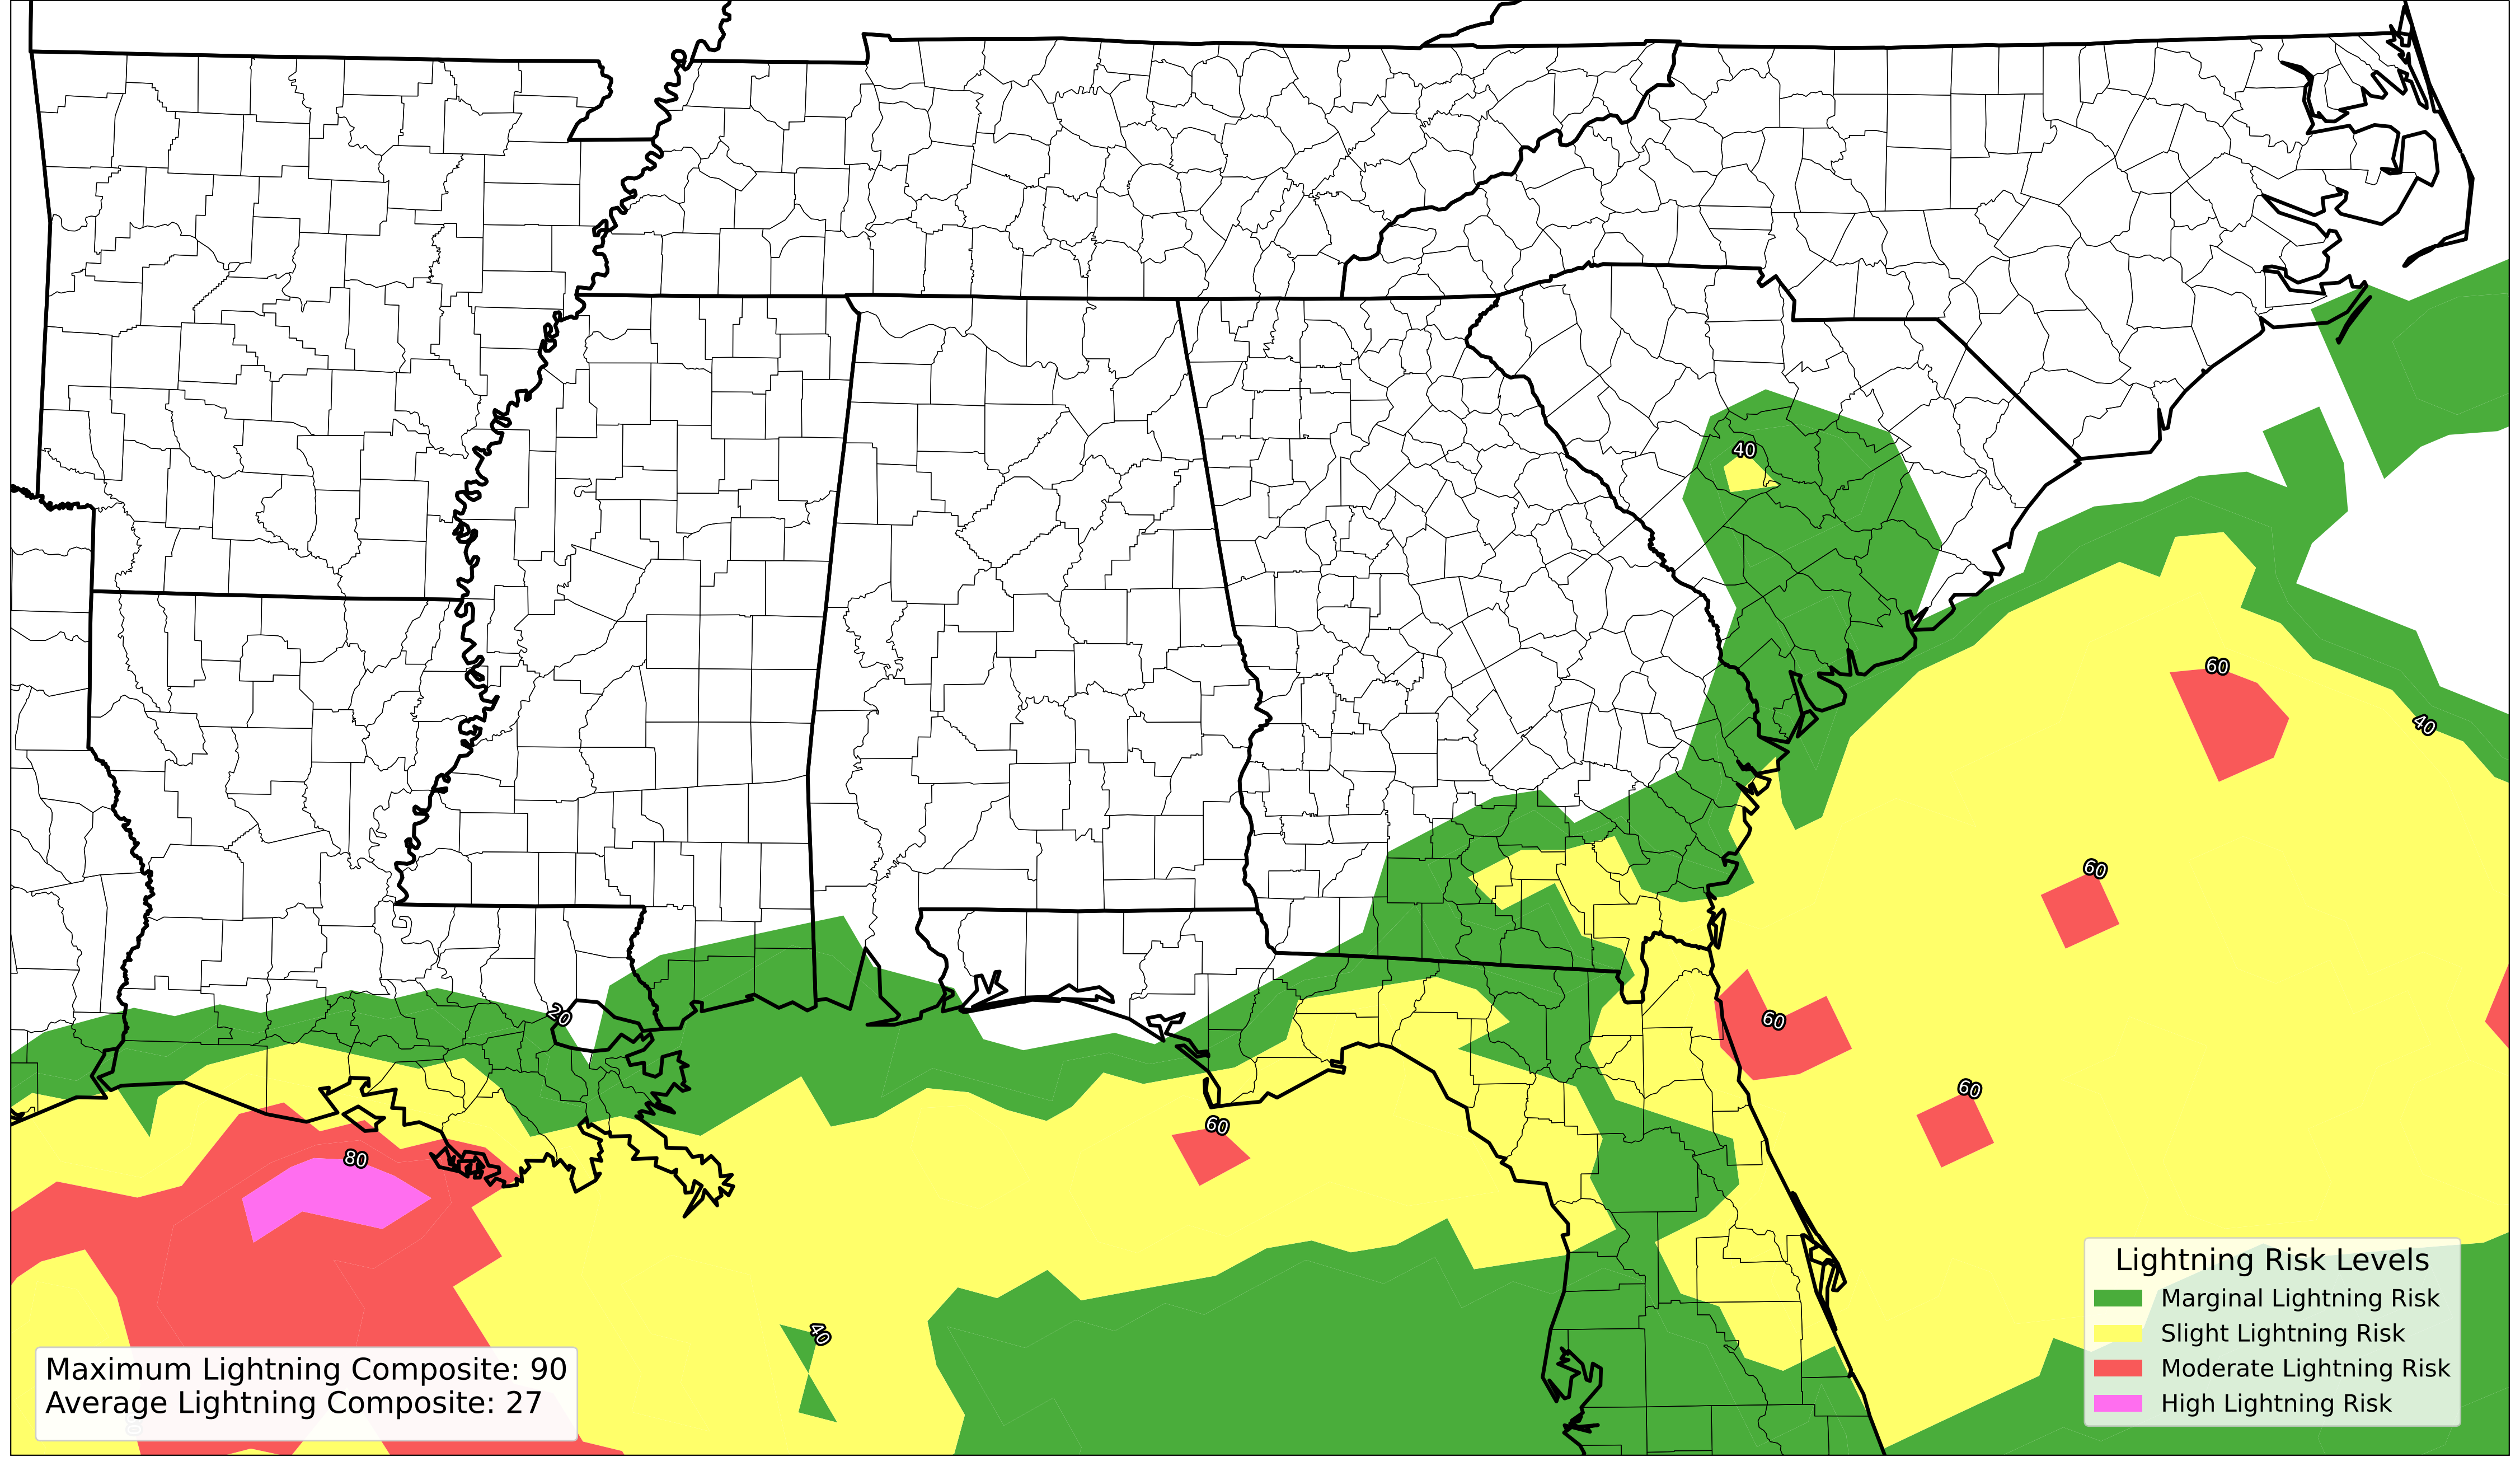 40
60
40
60
20
60
60
60
80
40
Lightning Risk Levels
Marginal Lightning Risk
Slight Lightning Risk
Moderate Lightning Risk
High Lightning Risk
Maximum Lightning Composite: 90
Average Lightning Composite: 27